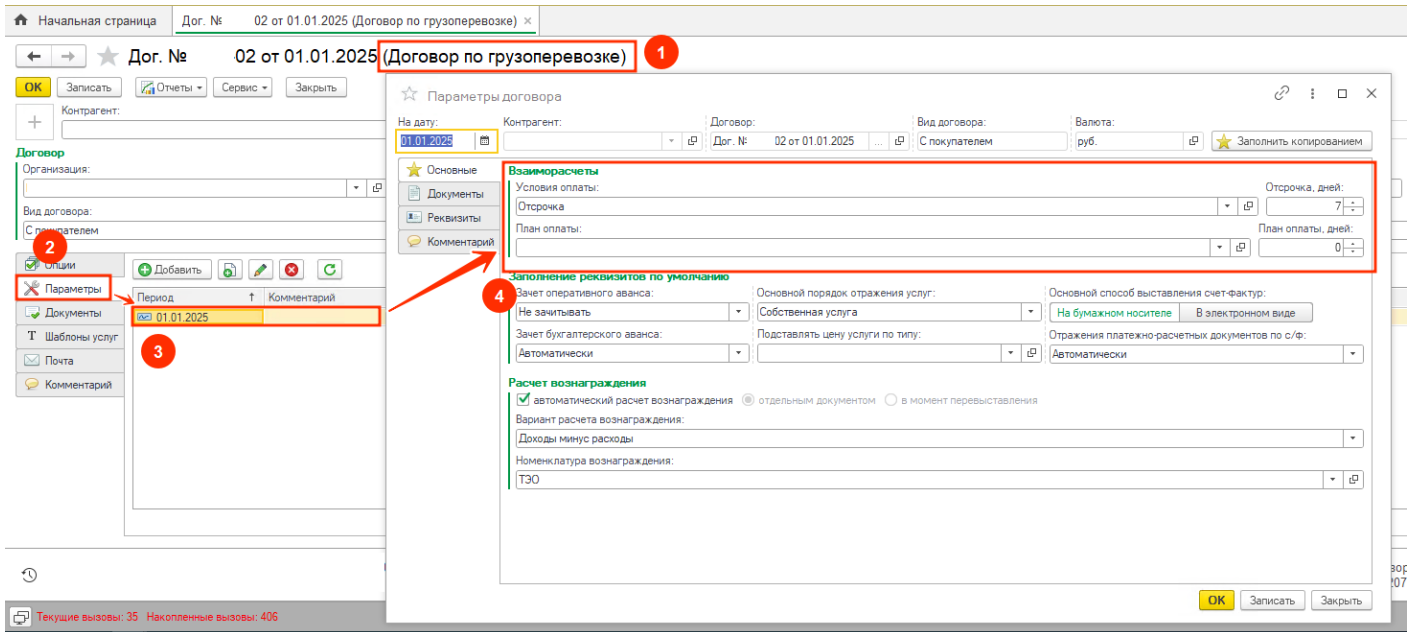 Начальная страница
Дог. № 02 от 01.01.2025 (Договор по грузоперевозке) ×
Дог. № 02 от 01.01.2025 (Договор по грузоперевозке)
1
ОК Записать Отчеты Сервис Закрыть
Контрагент:
Договор
Организация:
Вид договора:
С покупателем
2
Опции
Параметры
Документы
Т Шаблоны услуг
Почта
Комментарий
Добавить
Период ↑ Комментарий
01.01.2025
3
Параметры договора
На дату: Контрагент: Договор: Вид договора: Валюта:
01.01.2025 Дог. № 02 от 01.01.2025 ... С покупателем руб. Заполнить копированием
Основные
Документы
Реквизиты
Комментарий
Взаиморасчеты
Условия оплаты: Отсрочка, дней:
Отсрочка 7
План оплаты: План оплаты, дней:
0
4
Заполнение реквизитов по умолчанию
Зачет оперативного аванса: Основной порядок отражения услуг: Основной способ выставления счет-фактур:
Не зачитывать Собственная услуга На бумажном носителе В электронном виде
Зачет бухгалтерского аванса: Подставлять цену услуги по типу: Отражения платежно-расчетных документов по с/ф:
Автоматически Автоматически
Расчет вознаграждения
автоматический расчет вознаграждения отдельным документом в момент перевыставления
Вариант расчета вознаграждения:
Доходы минус расходы
Номенклатура вознаграждения:
ТЭО
ОК Записать Закрыть
Текущие вызовы: 35 Накопленные вызовы: 406